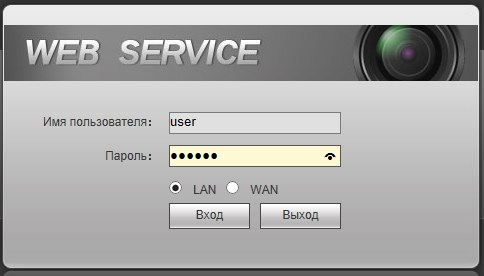 WEB SERVICE
Имя пользователя: user
Пароль: ●●●●●●
LAN WAN
Вход Выход